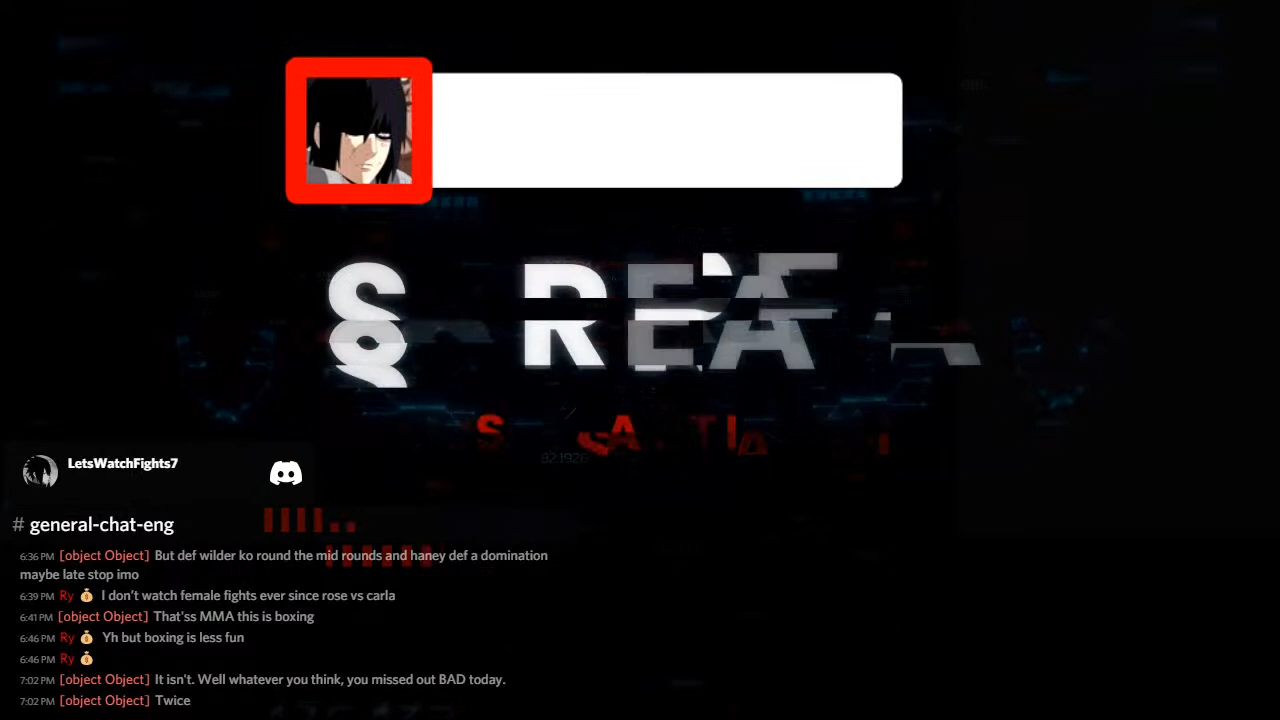 LetsWatchFights7
# general-chat-eng
6:36 PM [object Object] But def wilder ko round the mid rounds and haney def a domination
maybe late stop imo
6:39 PM Ry 💰 I don't watch female fights ever since rose vs carla
6:41 PM [object Object] That'ss MMA this is boxing
6:46 PM Ry 💰 Yh but boxing is less fun
6:46 PM Ry 💰
7:02 PM [object Object] It isn't. Well whatever you think, you missed out BAD today.
7:02 PM [object Object] Twice